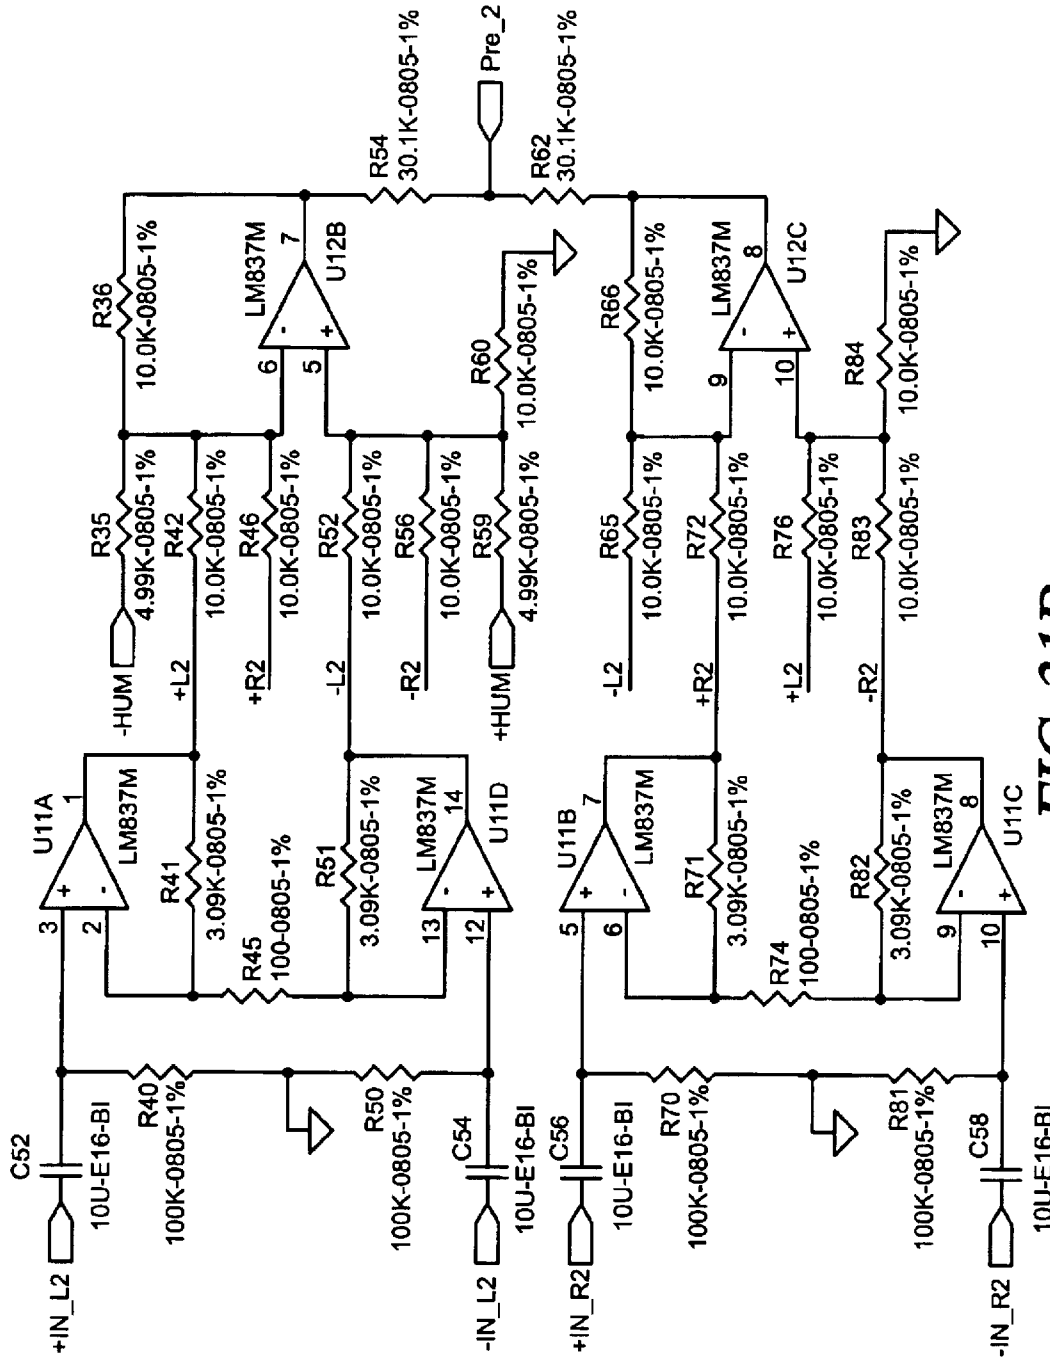 C52
+IN_L2
10U-E16-BI
R40
100K-0805-1%
R50
100K-0805-1%
C54
-IN_L2
10U-E16-BI
3
2
+
-
U11A
1
LM837M
R41
3.09K-0805-1%
R45
100-0805-1%
R51
3.09K-0805-1%
13
12
-
+
LM837M
14
U11D
-HUM
R35
4.99K-0805-1%
+L2
R42
10.0K-0805-1%
+R2
R46
10.0K-0805-1%
-L2
R52
10.0K-0805-1%
-R2
R56
10.0K-0805-1%
+HUM
R59
4.99K-0805-1%
R36
10.0K-0805-1%
6
5
-
+
LM837M
7
U12B
R60
10.0K-0805-1%
R54
30.1K-0805-1%
Pre_2
R62
30.1K-0805-1%
C56
+IN_R2
10U-E16-BI
R70
100K-0805-1%
R81
100K-0805-1%
C58
-IN_R2
10U-E16-BI
5
6
+
-
U11B
7
LM837M
R71
3.09K-0805-1%
R74
100-0805-1%
R82
3.09K-0805-1%
9
10
-
+
LM837M
8
U11C
-L2
R65
10.0K-0805-1%
+R2
R72
10.0K-0805-1%
+L2
R76
10.0K-0805-1%
-R2
R83
10.0K-0805-1%
R66
10.0K-0805-1%
9
10
-
+
LM837M
8
U12C
R84
10.0K-0805-1%